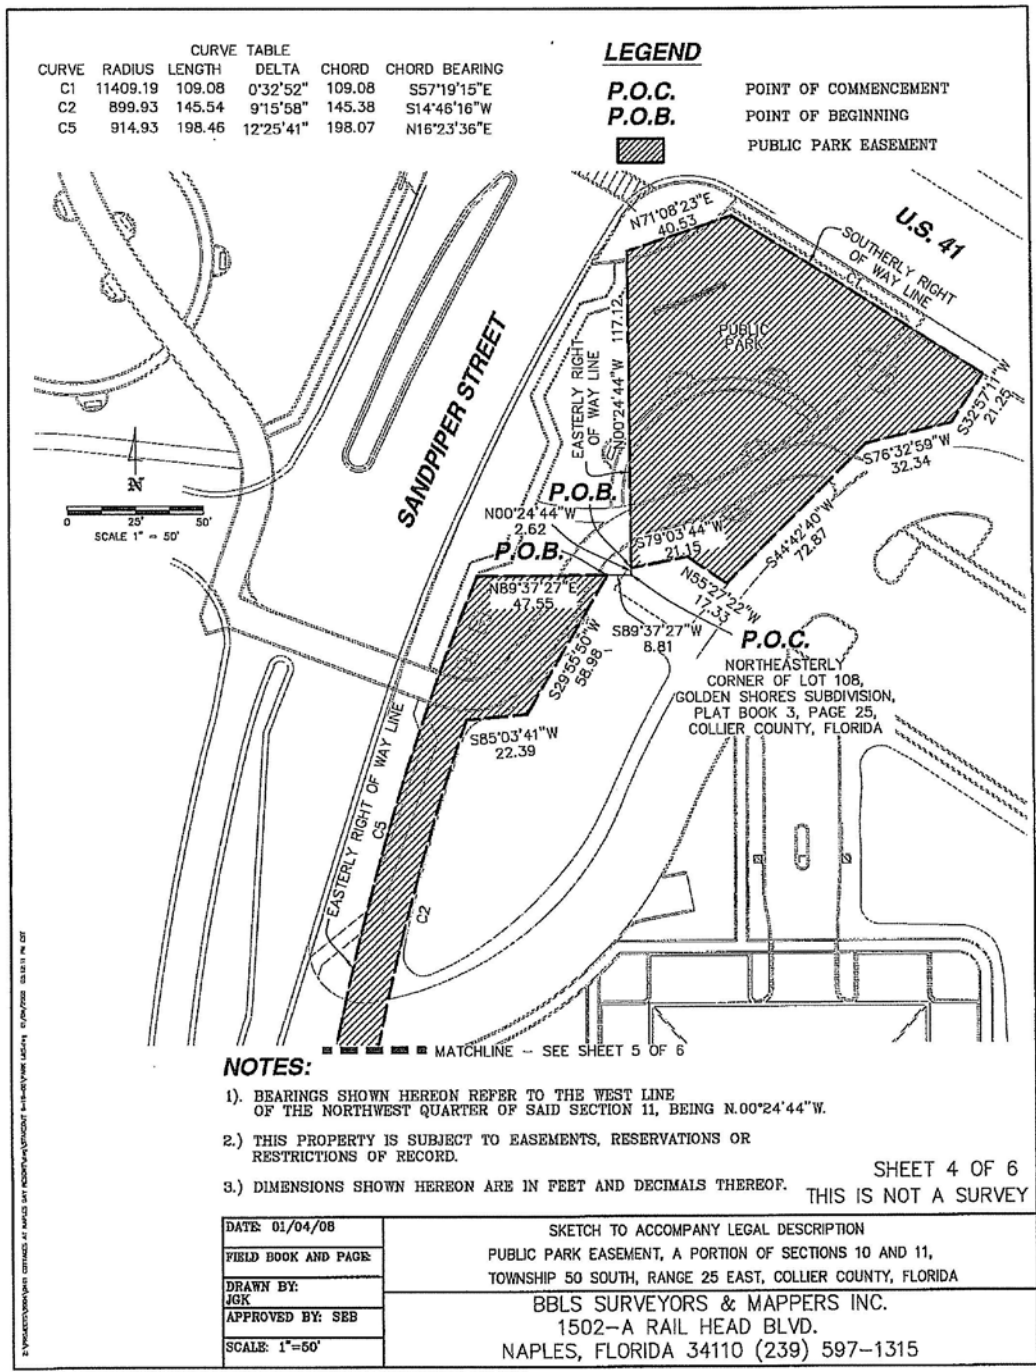 CURVE TABLE
CURVE RADIUS LENGTH DELTA CHORD CHORD BEARING
C1 11409.19 109.08 0°32'52" 109.08 S57°19'15"E
C2 899.93 145.54 9°15'58" 145.38 S14°46'16"W
C5 914.93 198.46 12°25'41" 198.07 N16°23'36"E
LEGEND
P.O.C. POINT OF COMMENCEMENT
P.O.B. POINT OF BEGINNING
PUBLIC PARK EASEMENT
N71°08'23"E
40.53
U.S. 41
SOUTHERLY RIGHT
OF WAY LINE
C1
PUBLIC
PARK
SANDPIPER STREET
EASTERLY RIGHT-
OF WAY LINE
N00°24'44"W 117.12
S32°57'11"W
21.25
S76°32'59"W
32.34
S44°42'40"W
72.87
N
0 25' 50'
SCALE 1" = 50'
P.O.B.
N00°24'44"W
2.62
P.O.B.
S79°03'44"W
21.15
N55°27'22"W
17.33
N89°37'27"E
47.55
S89°37'27"W
8.81
S29°55'50"W
58.98
S85°03'41"W
22.39
P.O.C.
NORTHEASTERLY
CORNER OF LOT 108,
GOLDEN SHORES SUBDIVISION,
PLAT BOOK 3, PAGE 25,
COLLIER COUNTY, FLORIDA
EASTERLY RIGHT OF WAY LINE
C5
C2
MATCHLINE - SEE SHEET 5 OF 6
NOTES:
1). BEARINGS SHOWN HEREON REFER TO THE WEST LINE
OF THE NORTHWEST QUARTER OF SAID SECTION 11, BEING N.00°24'44"W.
2.) THIS PROPERTY IS SUBJECT TO EASEMENTS, RESERVATIONS OR
RESTRICTIONS OF RECORD.
3.) DIMENSIONS SHOWN HEREON ARE IN FEET AND DECIMALS THEREOF.
SHEET 4 OF 6
THIS IS NOT A SURVEY
DATE: 01/04/08
FIELD BOOK AND PAGE:
DRAWN BY:
JGK
APPROVED BY: SEB
SCALE: 1"=50'
SKETCH TO ACCOMPANY LEGAL DESCRIPTION
PUBLIC PARK EASEMENT, A PORTION OF SECTIONS 10 AND 11,
TOWNSHIP 50 SOUTH, RANGE 25 EAST, COLLIER COUNTY, FLORIDA
BBLS SURVEYORS & MAPPERS INC.
1502-A RAIL HEAD BLVD.
NAPLES, FLORIDA 34110 (239) 597-1315